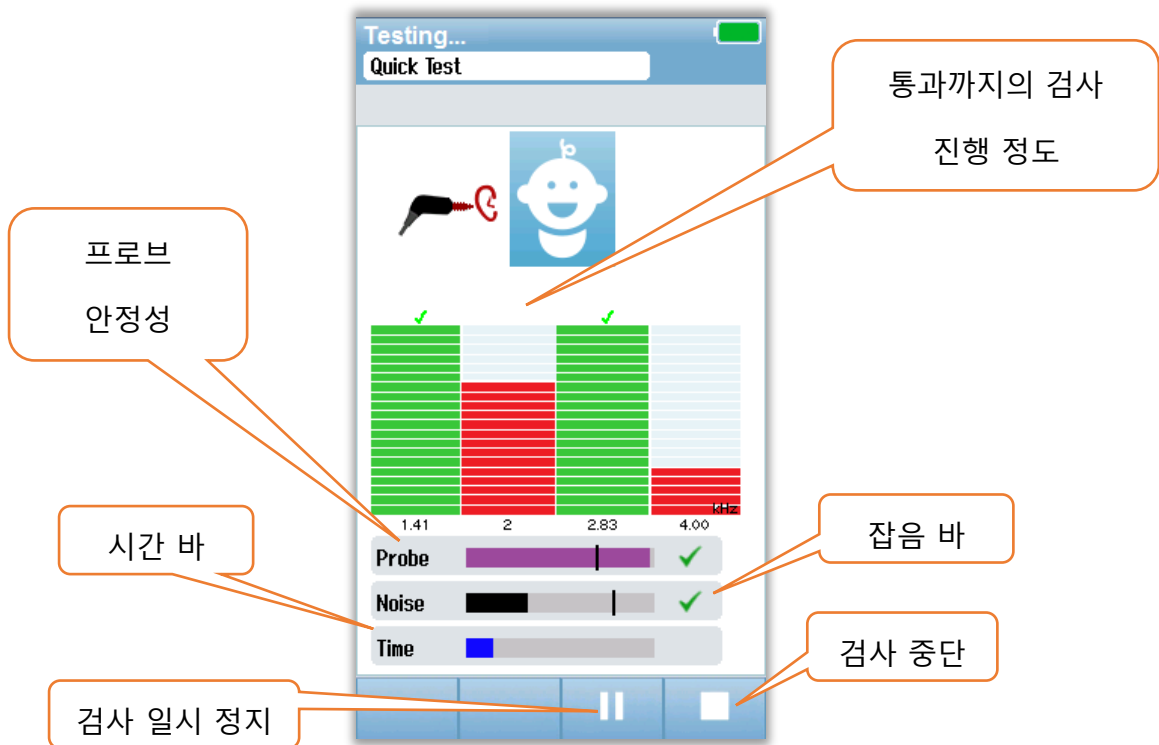 Testing...
Quick Test
통과까지의 검사
진행 정도
프로브
안정성
kHz
1.41 2 2.83 4.00
시간 바
잡음 바
Probe
Noise
Time
검사 중단
검사 일시 정지